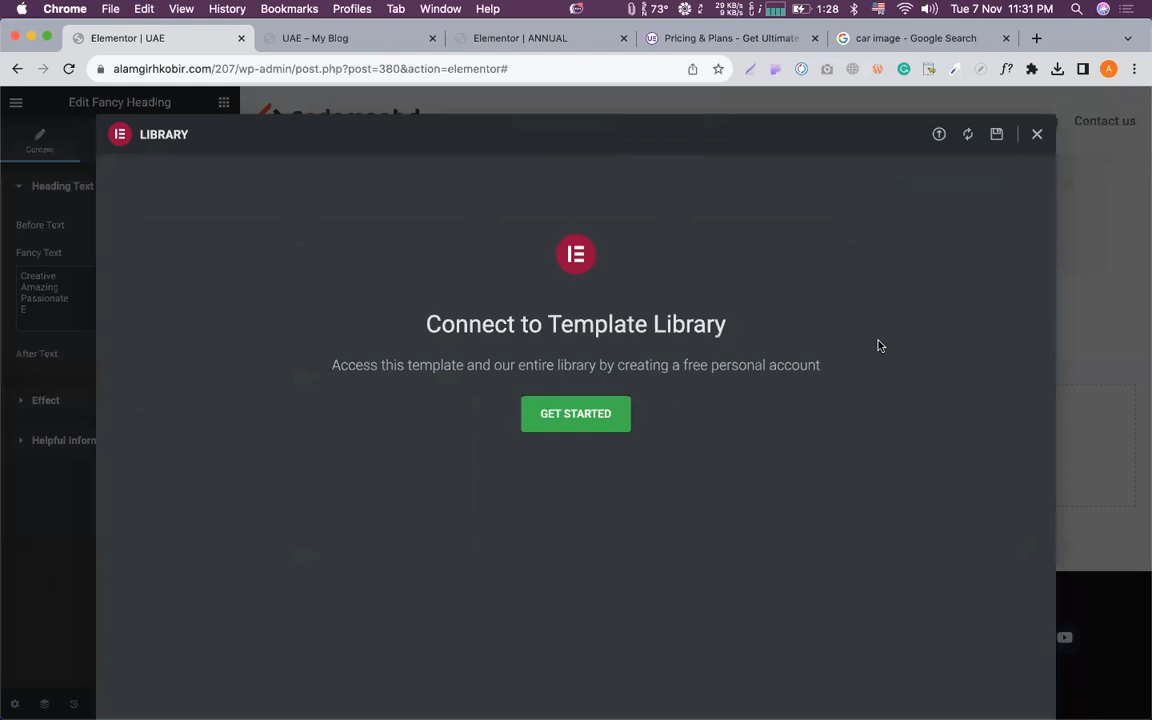 Chrome File Edit View History Bookmarks Profiles Tab Window Help 73° 29 KB/s 9 KB/s 1:28 Tue 7 Nov 11:31 PM
Elementor | UAE
UAE – My Blog
Elementor | ANNUAL
Pricing & Plans - Get Ultimate
car image - Google Search
alamgirhkobir.com/207/wp-admin/post.php?post=380&action=elementor#
Edit Fancy Heading
Contact us
LIBRARY
Content
Heading Text
Before Text
Fancy Text
Creative
Amazing
Passionate
E
After Text
Effect
Helpful Inform
Connect to Template Library
Access this template and our entire library by creating a free personal account
GET STARTED